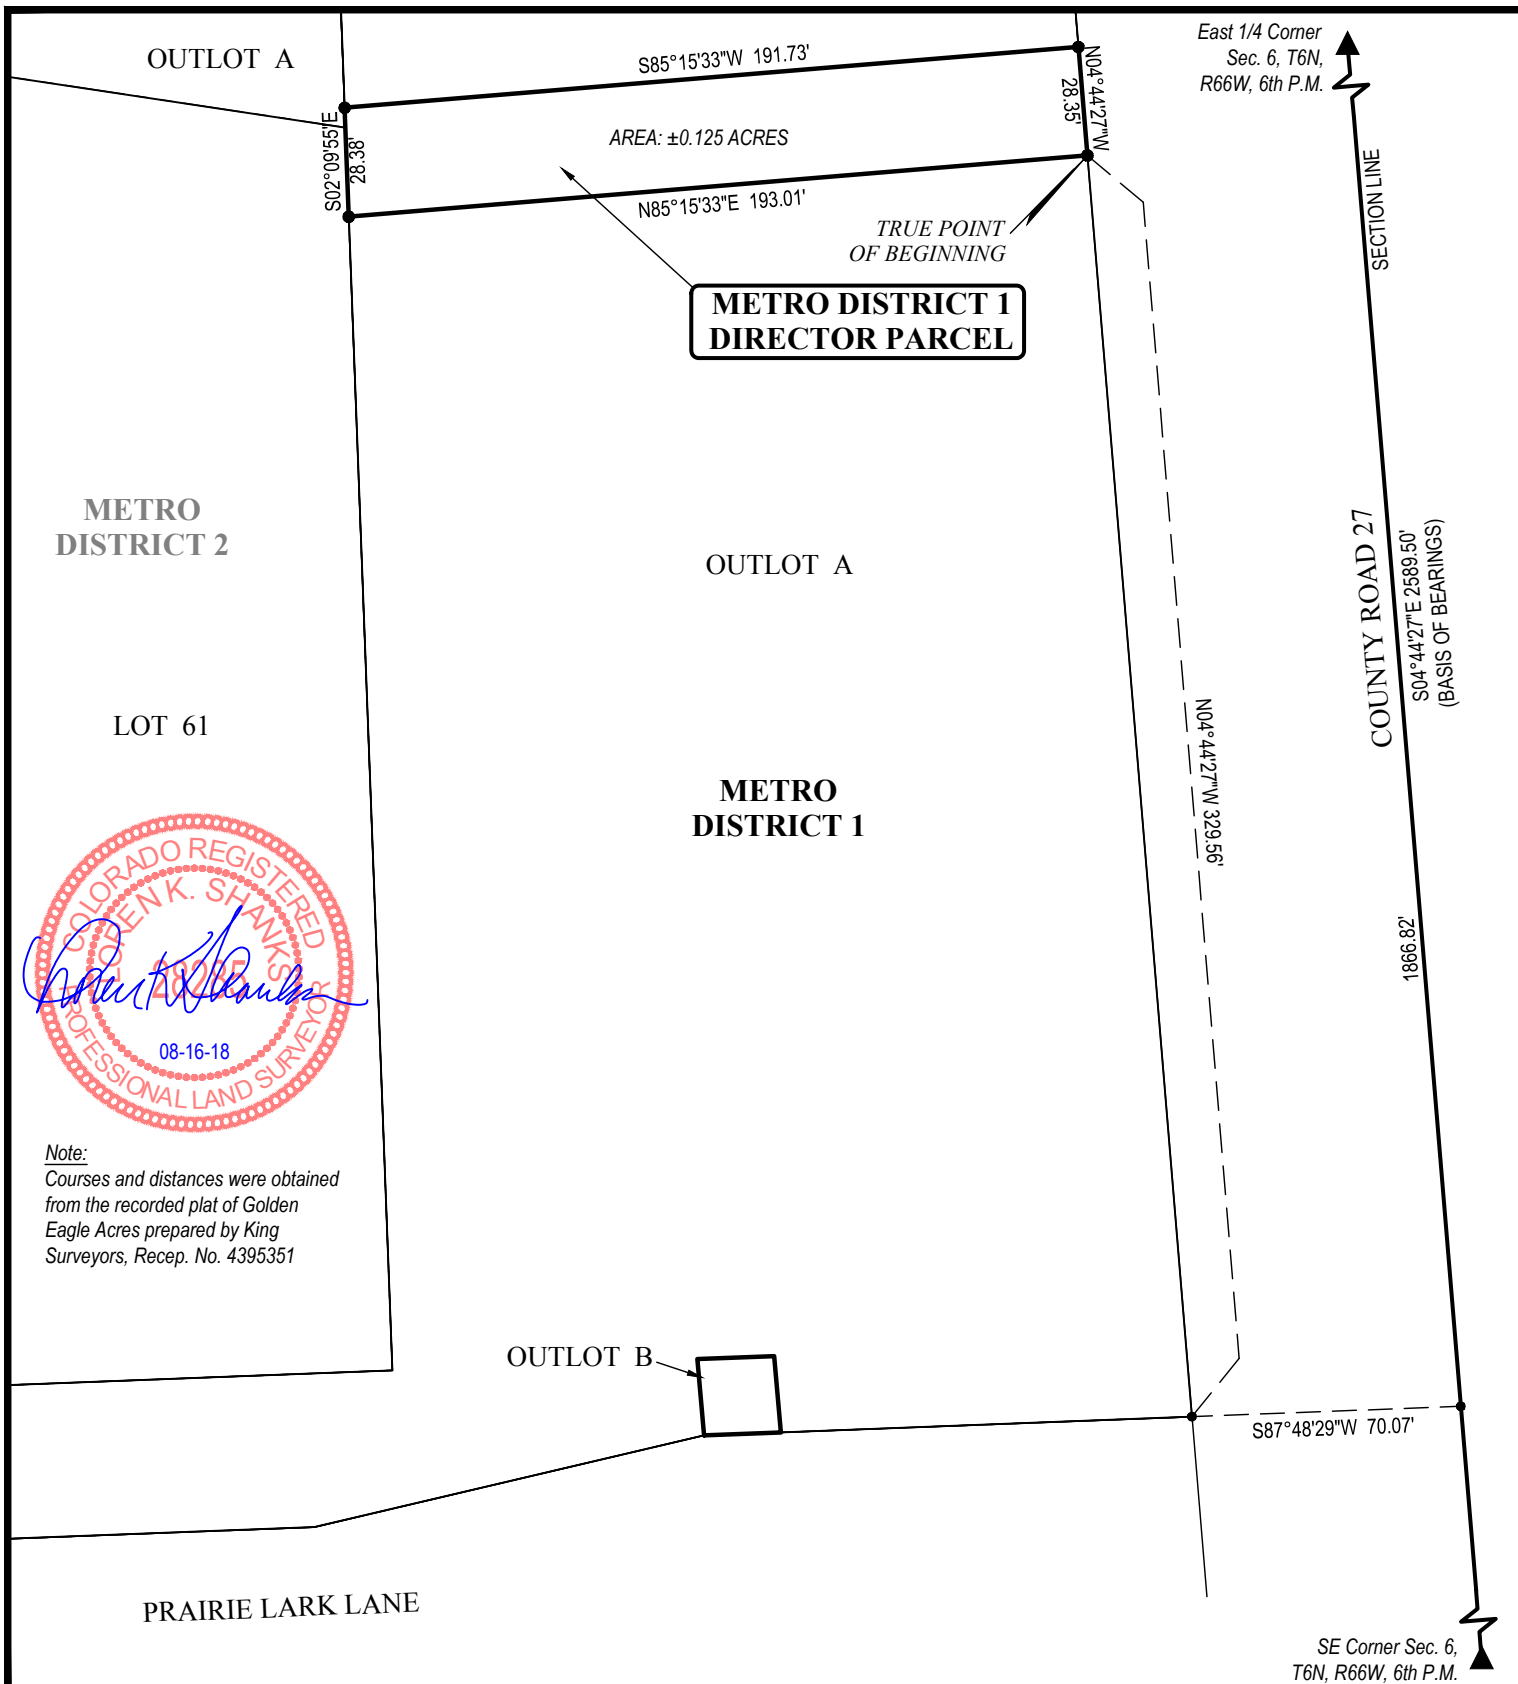 OUTLOT A
S85°15'33"W 191.73'
N04°44'27"W
28.35'
East 1/4 Corner
Sec. 6, T6N,
R66W, 6th P.M.
S02°09'55"E
28.38'
AREA: ±0.125 ACRES
N85°15'33"E 193.01'
TRUE POINT
OF BEGINNING
SECTION LINE
METRO DISTRICT 1
DIRECTOR PARCEL
METRO
DISTRICT 2
OUTLOT A
COUNTY ROAD 27
S04°44'27"E 2589.50'
(BASIS OF BEARINGS)
LOT 61
N04°44'27"W 329.56'
METRO
DISTRICT 1
COLORADO REGISTERED
LOREN K. SHANKS
28285
08-16-18
PROFESSIONAL LAND SURVEYOR
1866.82'
Note:
Courses and distances were obtained
from the recorded plat of Golden
Eagle Acres prepared by King
Surveyors, Recep. No. 4395351
OUTLOT B
S87°48'29"W 70.07'
PRAIRIE LARK LANE
SE Corner Sec. 6,
T6N, R66W, 6th P.M.